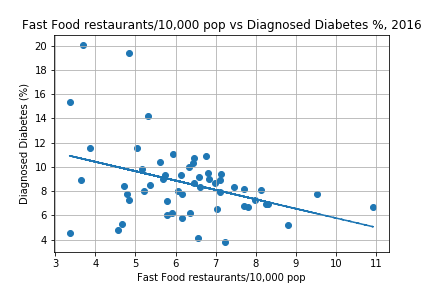 Fast Food restaurants/10,000 pop vs Diagnosed Diabetes %, 2016
Diagnosed Diabetes (%)
20
18
16
14
12
10
8
6
4
3 4 5 6 7 8 9 10 11
Fast Food restaurants/10,000 pop